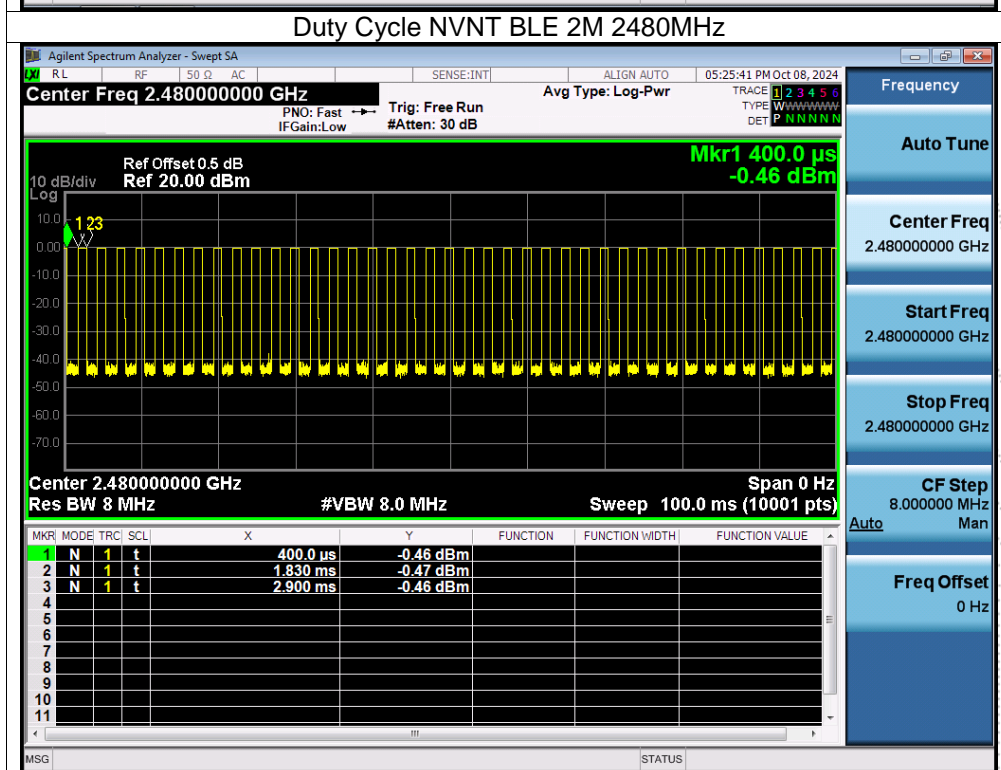 Duty Cycle NVNT BLE 2M 2480MHz
Agilent Spectrum Analyzer - Swept SA
LXI RL RF 50 Ω AC SENSE:INT ALIGN AUTO 05:25:41 PM Oct 08, 2024
Center Freq 2.480000000 GHz
PNO: Fast
IFGain:Low
Trig: Free Run
#Atten: 30 dB
Avg Type: Log-Pwr
TRACE 1 2 3 4 5 6
TYPE WWWWWW
DET P N N N N N
Mkr1 400.0 µs
-0.46 dBm
Ref Offset 0.5 dB
10 dB/div Ref 20.00 dBm
Log
10.0
1 2 3
0.00
-10.0
-20.0
-30.0
-40.0
-50.0
-60.0
-70.0
Center 2.480000000 GHz Span 0 Hz
Res BW 8 MHz #VBW 8.0 MHz Sweep 100.0 ms (10001 pts)
MKR MODE TRC SCL X Y FUNCTION FUNCTION WIDTH FUNCTION VALUE
1 N 1 t 400.0 µs -0.46 dBm
2 N 1 t 1.830 ms -0.47 dBm
3 N 1 t 2.900 ms -0.46 dBm
4
5
6
7
8
9
10
11
MSG STATUS
Frequency
Auto Tune
Center Freq
2.480000000 GHz
Start Freq
2.480000000 GHz
Stop Freq
2.480000000 GHz
CF Step
8.000000 MHz
Auto Man
Freq Offset
0 Hz